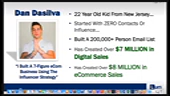 Dan Dasilva
"I Built A 7-Figure eCom
Business Using The
Influencer Strategy"
22 Year Old Kid From New Jersey...
Started With ZERO Contacts Or
Influence...
Built A 200,000+ Person Email List
Has Created Over $7 MILLION in
Digital Sales
Has Created Over $8 MILLION in
eCommerce Sales